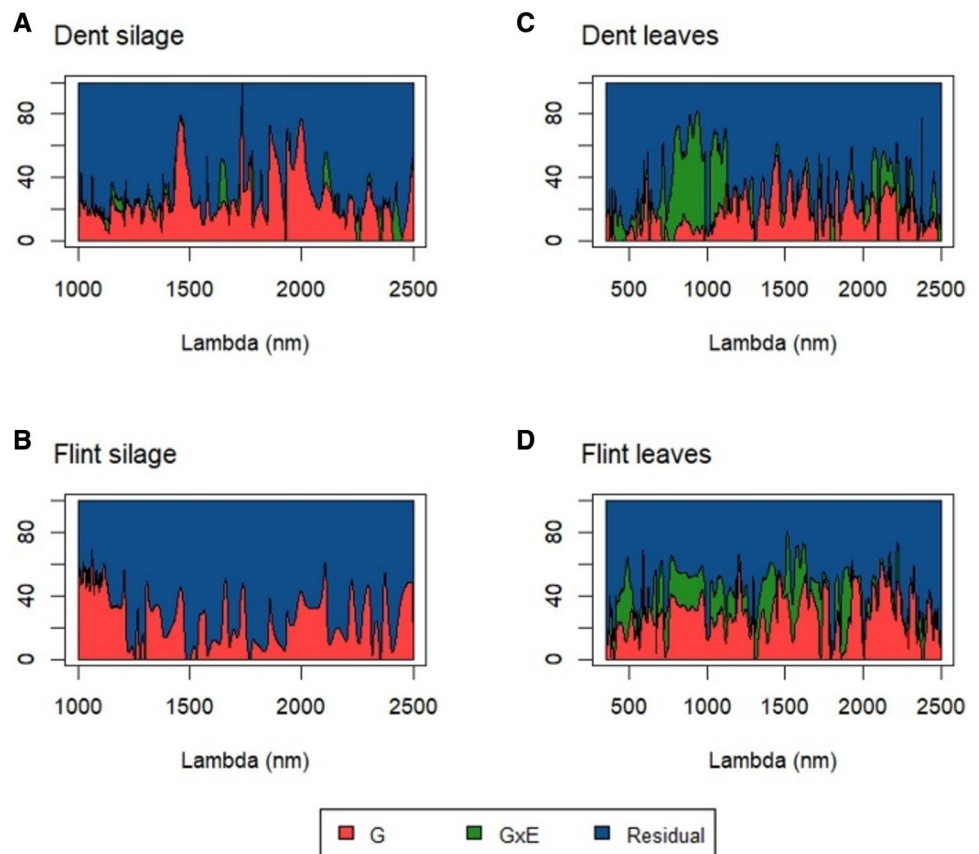 A Dent silage
80
40
0
1000 1500 2000 2500
Lambda (nm)
C Dent leaves
80
40
0
500 1000 1500 2000 2500
Lambda (nm)
B Flint silage
80
40
0
1000 1500 2000 2500
Lambda (nm)
D Flint leaves
80
40
0
500 1000 1500 2000 2500
Lambda (nm)
G GxE Residual